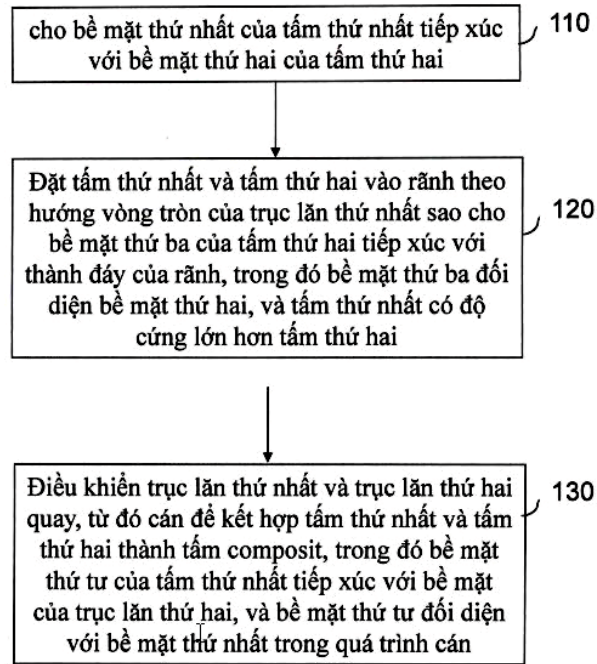 cho bề mặt thứ nhất của tấm thứ nhất tiếp xúc
với bề mặt thứ hai của tấm thứ hai
110
Đặt tấm thứ nhất và tấm thứ hai vào rãnh theo
hướng vòng tròn của trục lăn thứ nhất sao cho
bề mặt thứ ba của tấm thứ hai tiếp xúc với
thành đáy của rãnh, trong đó bề mặt thứ ba đối
diện bề mặt thứ hai, và tấm thứ nhất có độ
cứng lớn hơn tấm thứ hai
120
Điều khiển trục lăn thứ nhất và trục lăn thứ hai
quay, từ đó cán để kết hợp tấm thứ nhất và tấm
thứ hai thành tấm composit, trong đó bề mặt
thứ tư của tấm thứ nhất tiếp xúc với bề mặt
của trục lăn thứ hai, và bề mặt thứ tư đối diện
với bề mặt thứ nhất trong quá trình cán
130